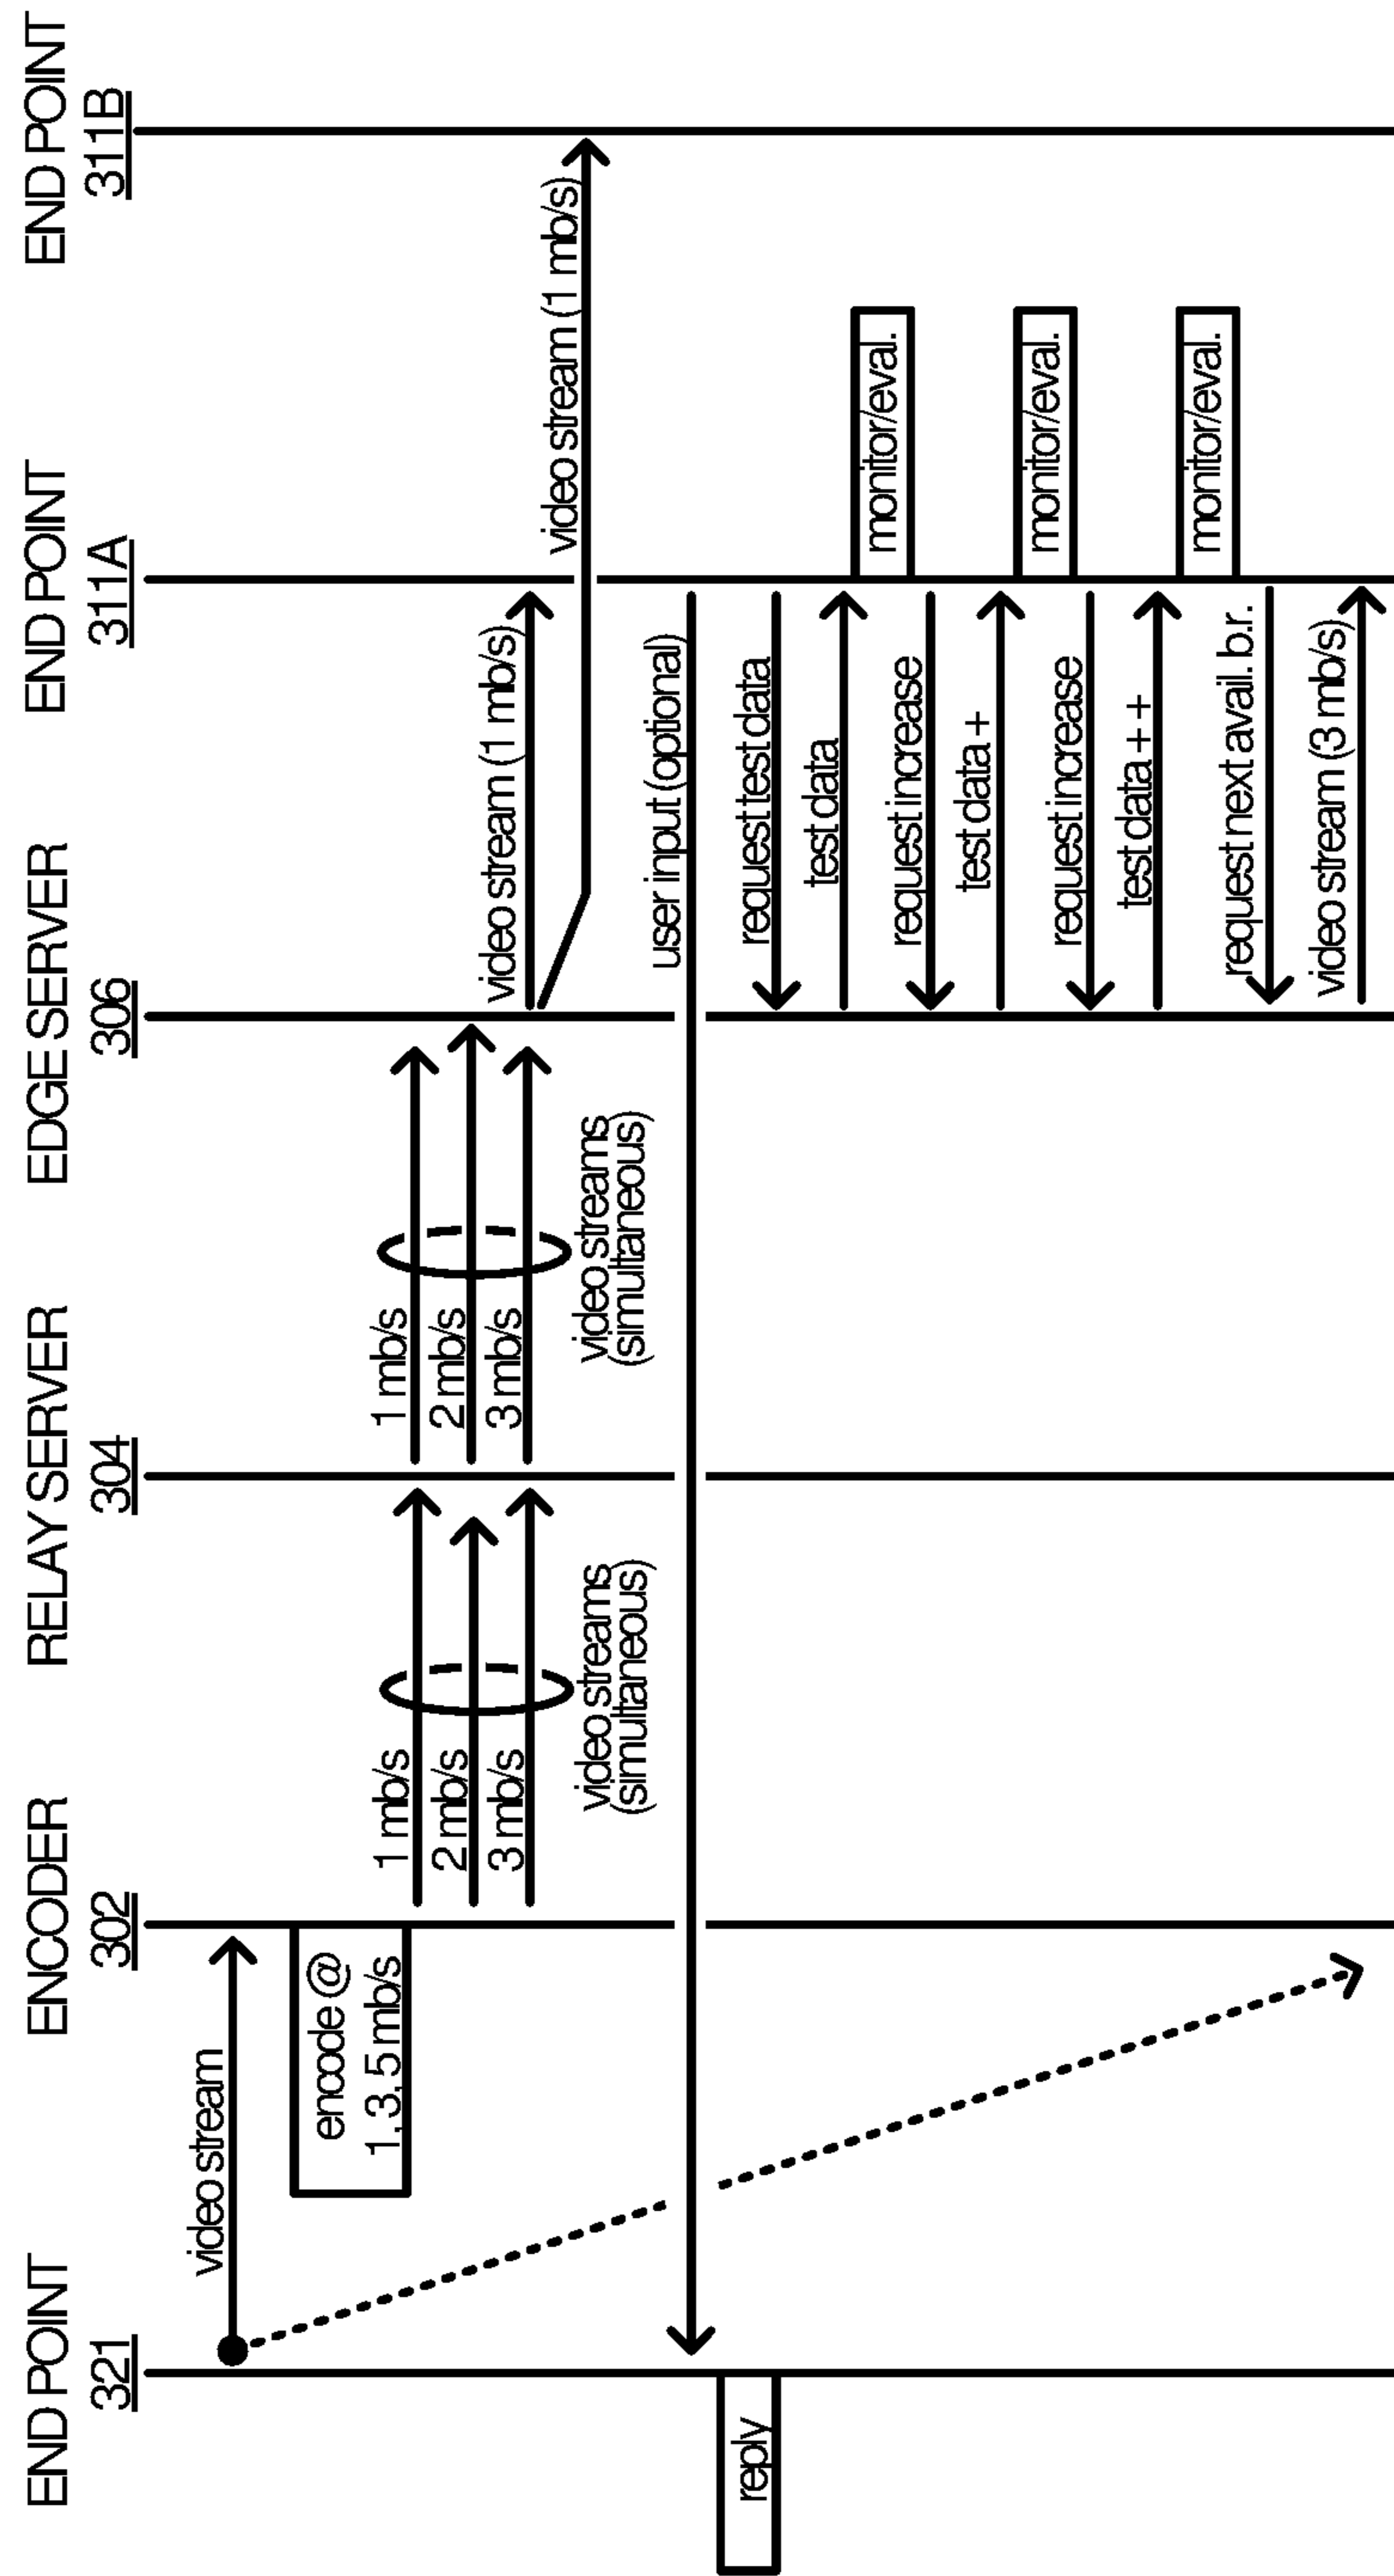 END POINT
321
ENCODER
302
RELAY SERVER
304
EDGE SERVER
306
END POINT
311A
END POINT
311B
video stream
encode @
1, 3, 5 mb/s
1 mb/s
2 mb/s
3 mb/s
video streams
(simultaneous)
1 mb/s
2 mb/s
3 mb/s
video streams
(simultaneous)
video stream (1 mb/s)
video stream (1 mb/s)
user input (optional)
reply
request test data
test data
monitor/eval.
request increase
test data +
monitor/eval.
request increase
test data + +
monitor/eval.
request next avail. b.r.
video stream (3 mb/s)